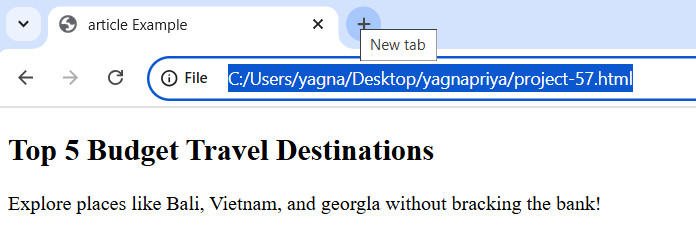 article Example
New tab
File C:/Users/yagna/Desktop/yagnapriya/project-57.html
Top 5 Budget Travel Destinations
Explore places like Bali, Vietnam, and georgla without bracking the bank!